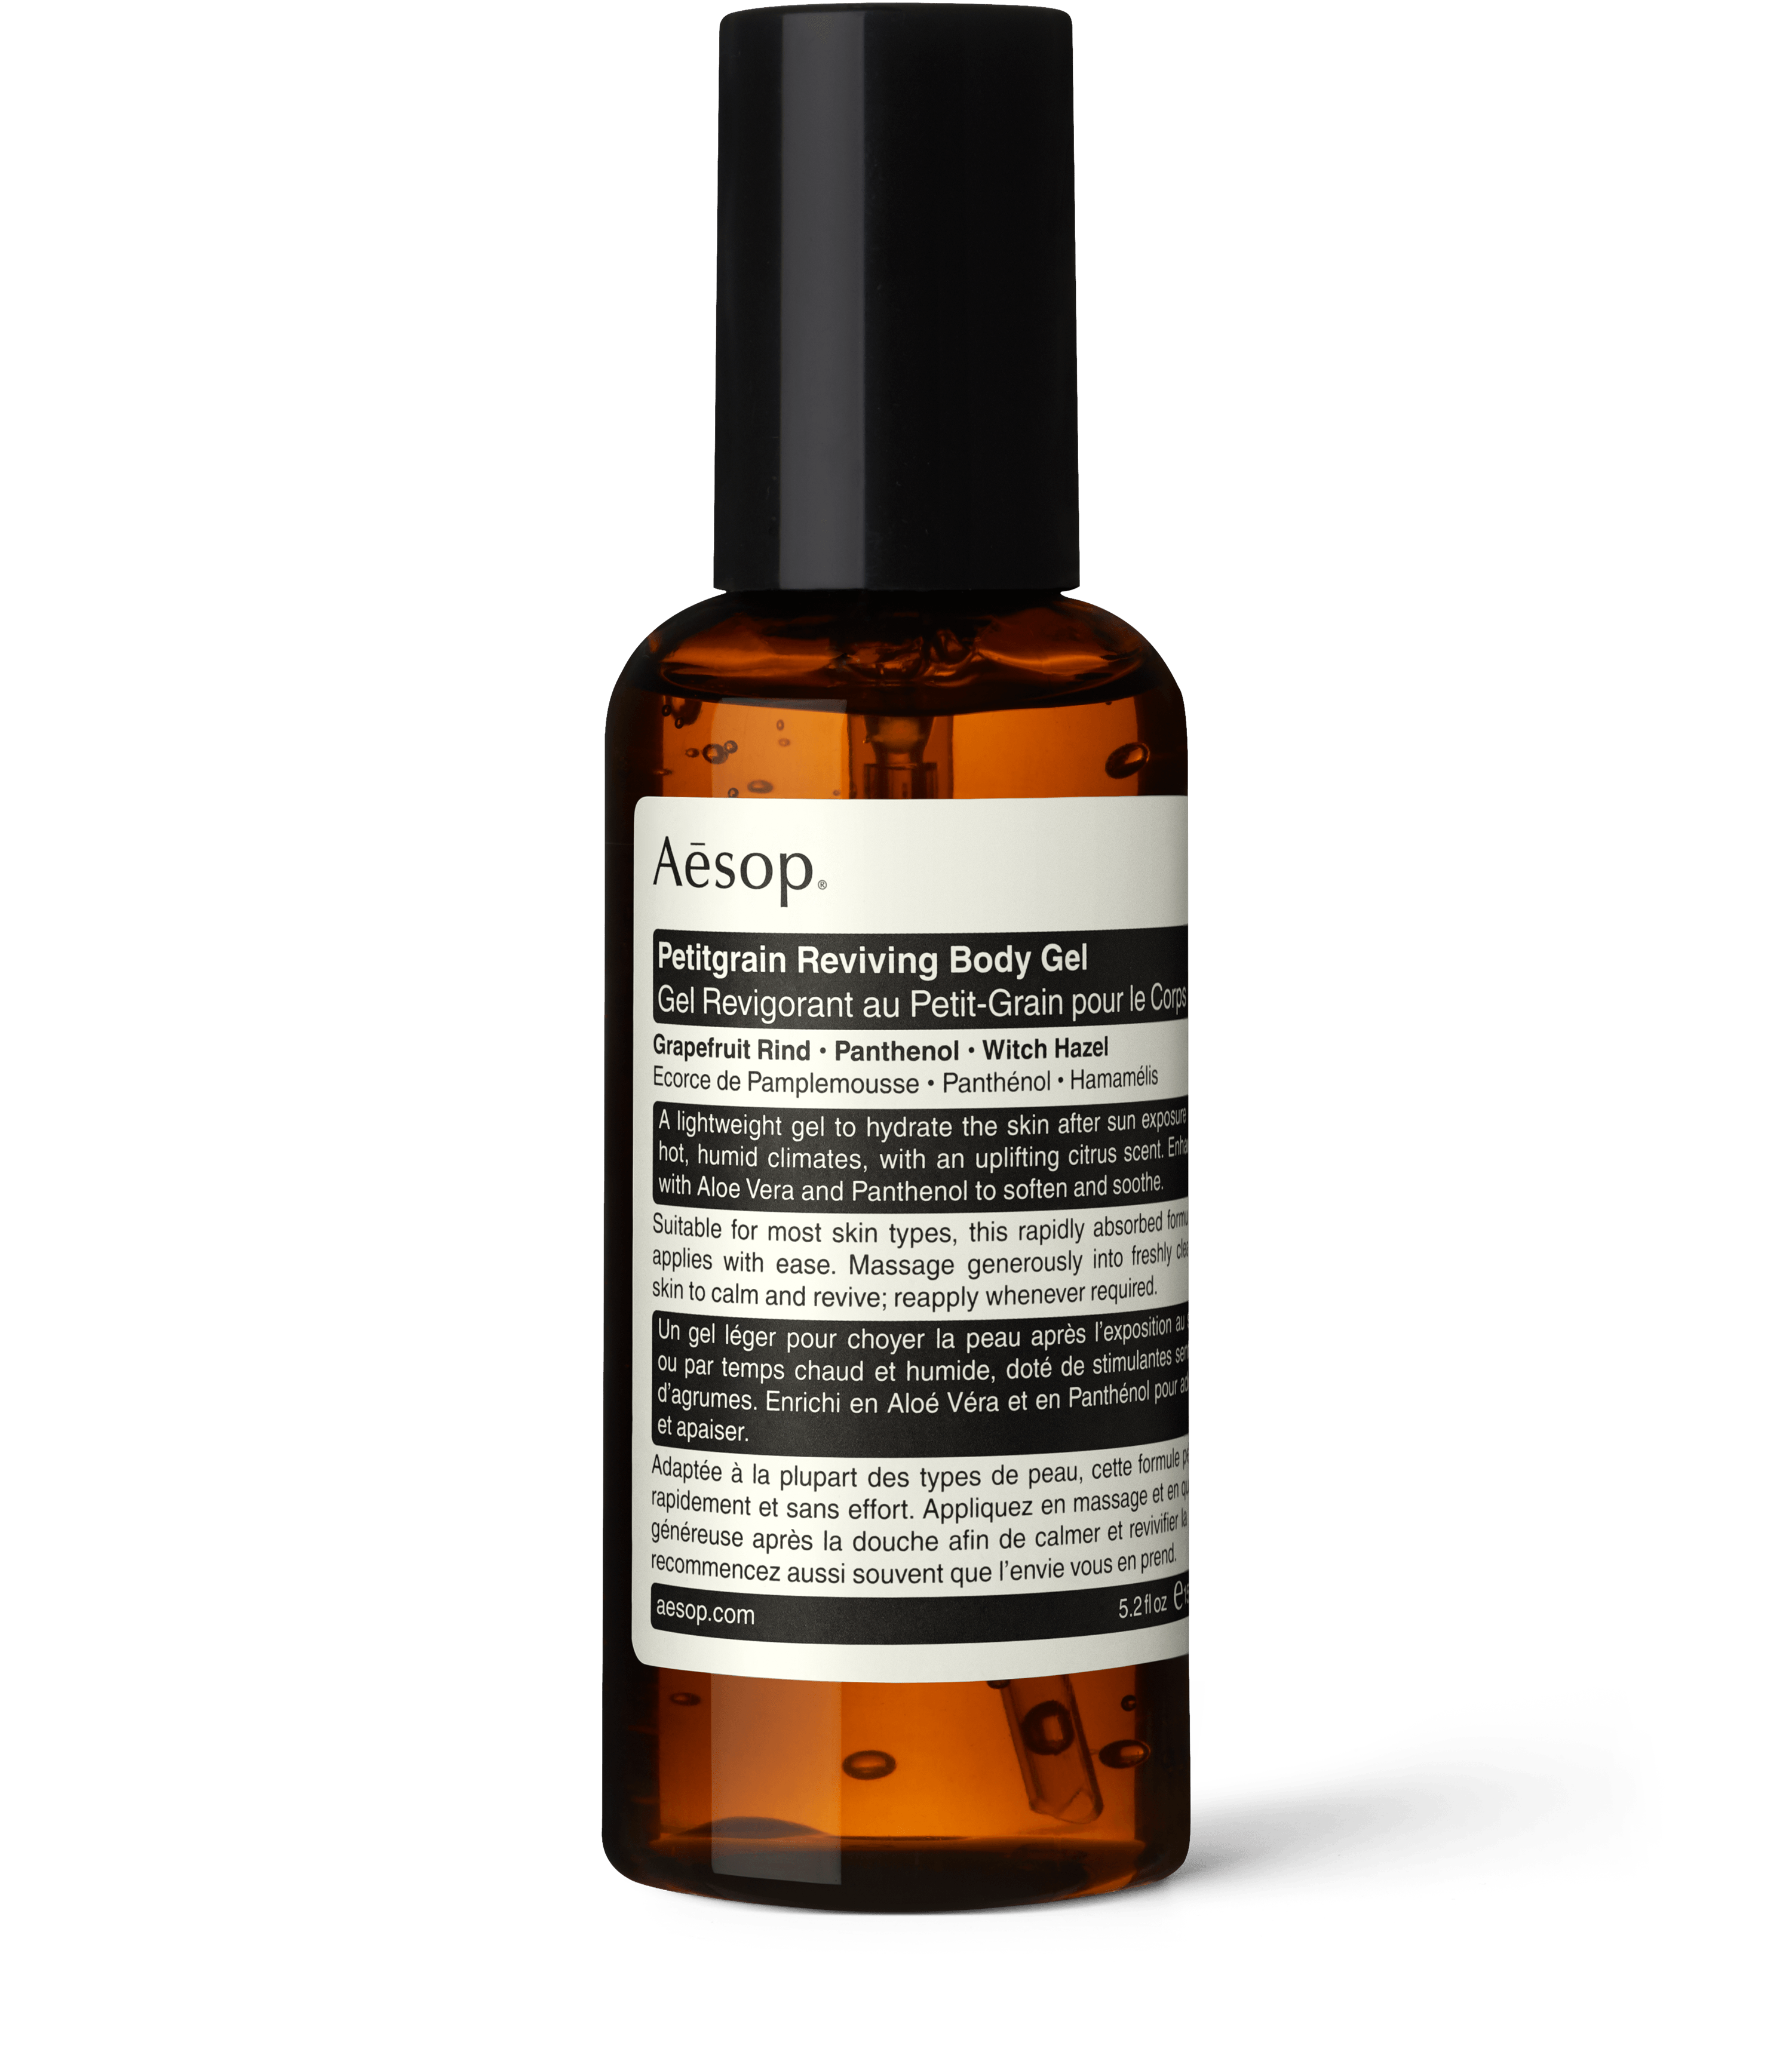 Aēsop®
Petitgrain Reviving Body Gel
Gel Revigorant au Petit-Grain pour le Corps
Grapefruit Rind • Panthenol • Witch Hazel
Ecorce de Pamplemousse • Panthénol • Hamamélis
A lightweight gel to hydrate the skin after sun exposure
hot, humid climates, with an uplifting citrus scent.
with Aloe Vera and Panthenol to soften and soothe.
Suitable for most skin types, this rapidly absorbed
applies with ease. Massage generously into freshly
skin to calm and revive; reapply whenever required.
Un gel léger pour choyer la peau après l’exposition au
ou par temps chaud et humide, doté de stimulantes
d’agrumes. Enrichi en Aloé Véra et en Panthénol pour
et apaiser.
Adaptée à la plupart des types de peau, cette formule
rapidement et sans effort. Appliquez en massage et en
généreuse après la douche afin de calmer et revivifier la
recommencez aussi souvent que l’envie vous en prend.
aesop.com 5.2 fl oz ℮